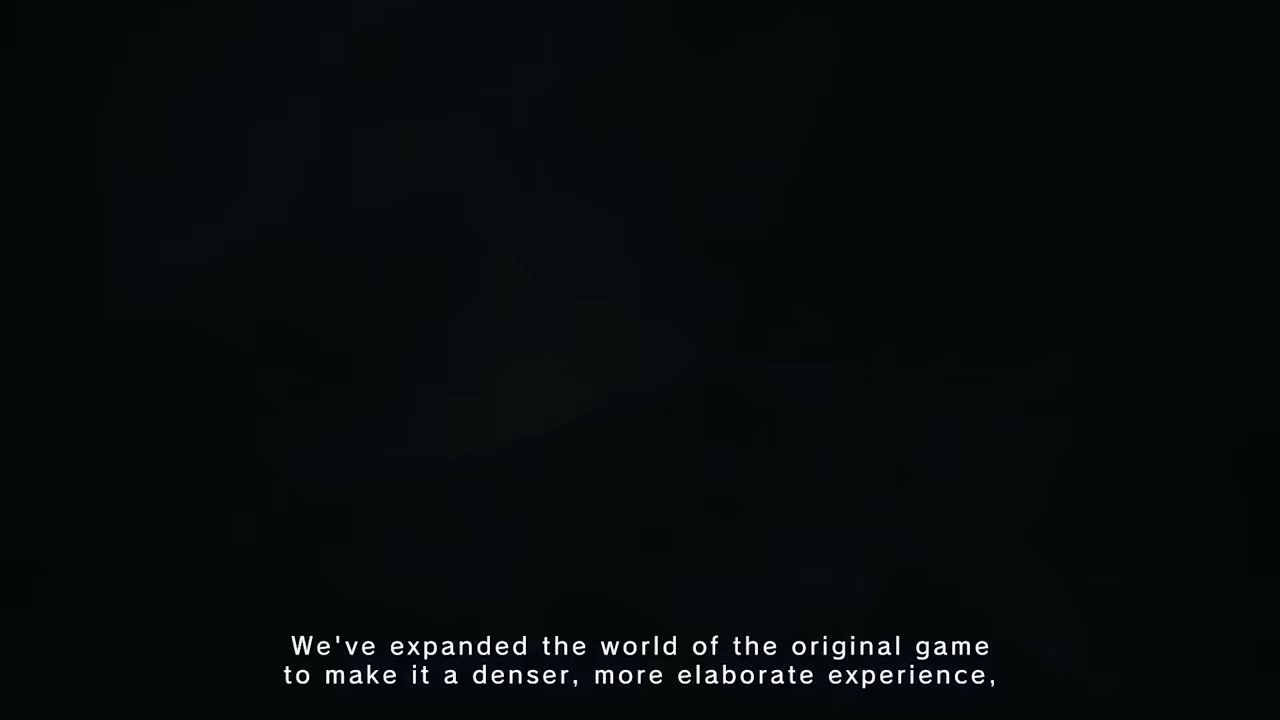 We've expanded the world of the original game
to make it a denser, more elaborate experience,